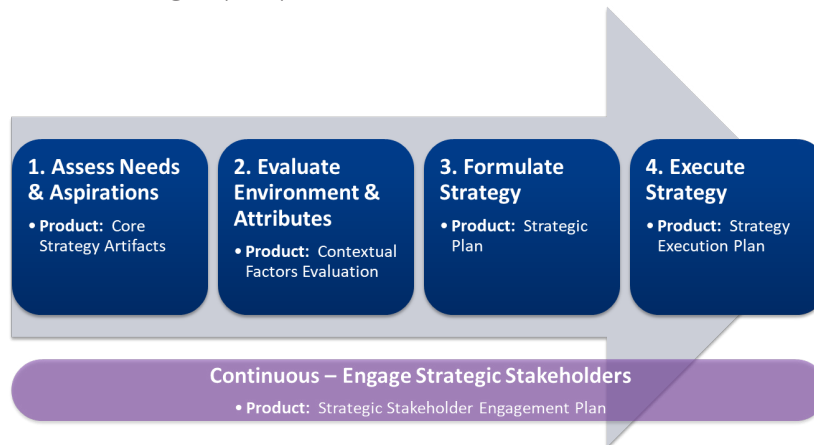 1. Assess Needs
& Aspirations
• Product: Core
Strategy Artifacts
2. Evaluate
Environment &
Attributes
• Product: Contextual
Factors Evaluation
3. Formulate
Strategy
• Product: Strategic
Plan
4. Execute
Strategy
• Product: Strategy
Execution Plan
Continuous – Engage Strategic Stakeholders
• Product: Strategic Stakeholder Engagement Plan